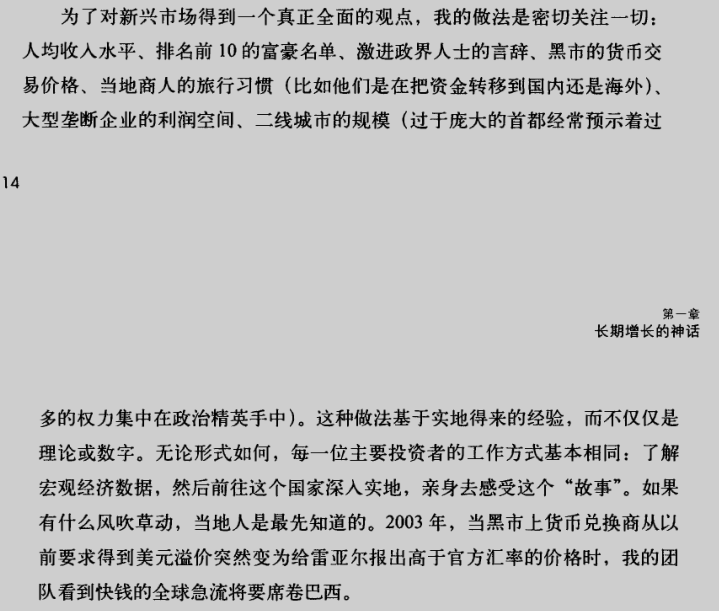 为了对新兴市场得到一个真正全面的观点，我的做法是密切关注一切：
人均收入水平、排名前 10 的富豪名单、激进政界人士的言辞、黑市的货币交
易价格、当地商人的旅行习惯（比如他们是在把资金转移到国内还是海外）、
大型垄断企业的利润空间、二线城市的规模（过于庞大的首都经常预示着过
14
第一章
长期增长的神话
多的权力集中在政治精英手中）。这种做法基于实地得来的经验，而不仅仅是
理论或数字。无论形式如何，每一位主要投资者的工作方式基本相同：了解
宏观经济数据，然后前往这个国家深入实地，亲身去感受这个“故事”。如果
有什么风吹草动，当地人是最先知道的。2003 年，当黑市上货币兑换商从以
前要求得到美元溢价突然变为给雷亚尔报出高于官方汇率的价格时，我的团
队看到快钱的全球急流将要席卷巴西。